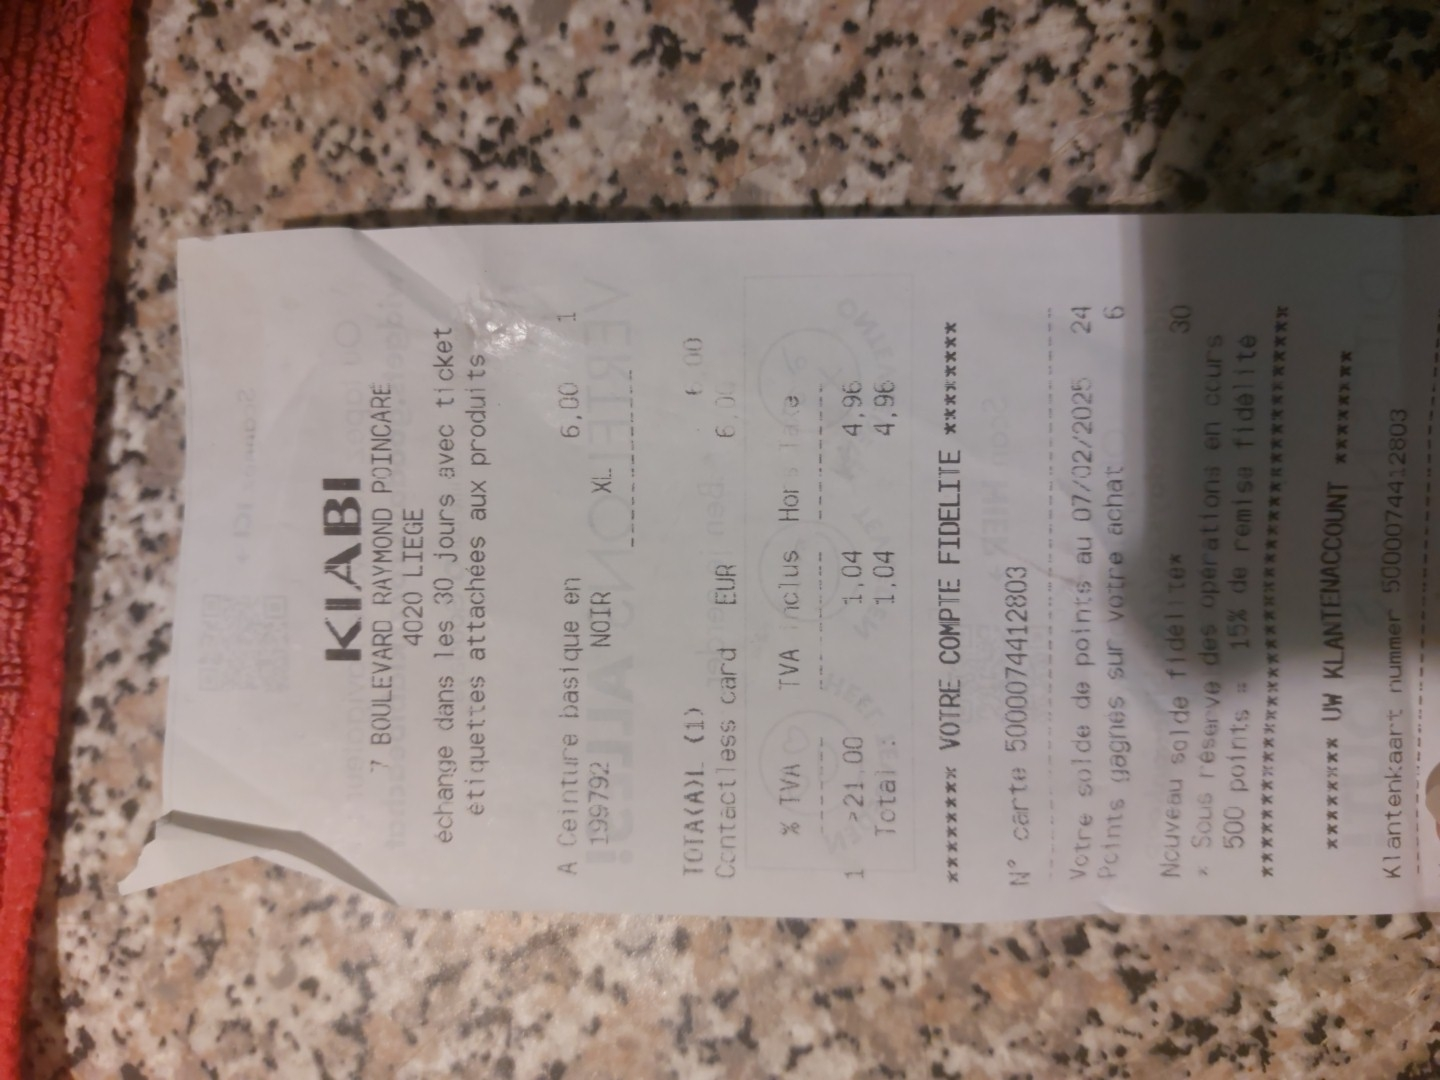 KIABI
7 BOULEVARD RAYMOND POINCARE
4020 LIEGE
échange dans les 30 jours avec ticket
étiquettes attachées aux produits
A Ceinture basique en 6,00 1
199792 NOIR XL
TOTA(A)L (1) 6,00
Contactless card EUR 6,00
% TVA TVA inclus Hors taxe
1 >21.00 1,04 4,96
Total: 1,04 4,96
******** VOTRE COMPTE FIDELITE ********
N° carte 5000074412803
Votre solde de points au 07/02/2025 24
Points gagnés sur votre achat 6
Nouveau solde fidélité* 30
* Sous réserve des opérations en cours
500 points = 15% de remise fidélité
******* UW KLANTENACCOUNT *******
Klantenkaart nummer 5000074412803